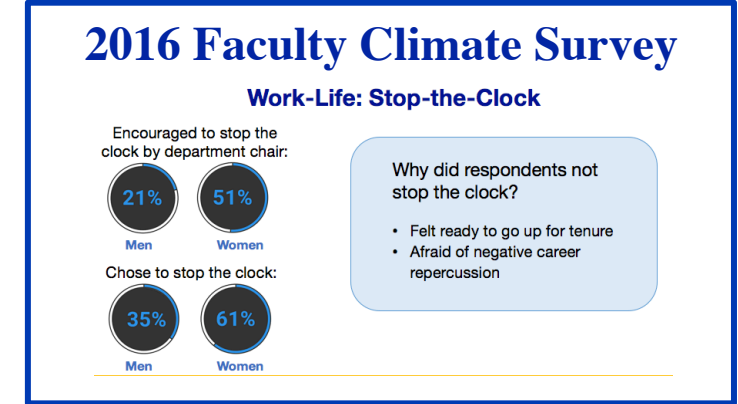 2016 Faculty Climate Survey
Work-Life: Stop-the-Clock
Encouraged to stop the
clock by department chair:
21%
51%
Men
Women
Chose to stop the clock:
35%
61%
Men
Women
Why did respondents not
stop the clock?
• Felt ready to go up for tenure
• Afraid of negative career
repercussion